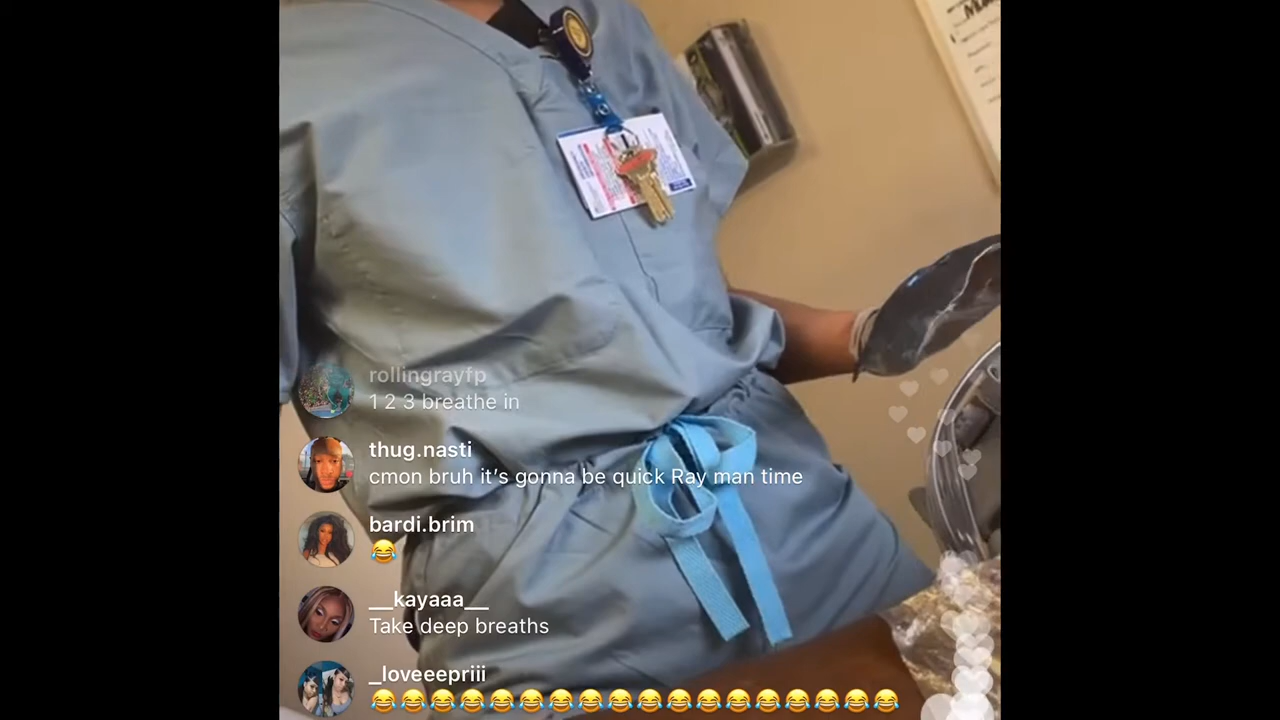 rollingrayfp
1 2 3 breathe in
thug.nasti
cmon bruh it’s gonna be quick Ray man time
bardi.brim
😂
__kayaaa__
Take deep breaths
_loveeepriii
😂😂😂😂😂😂😂😂😂😂😂😂😂😂😂😂😂😂